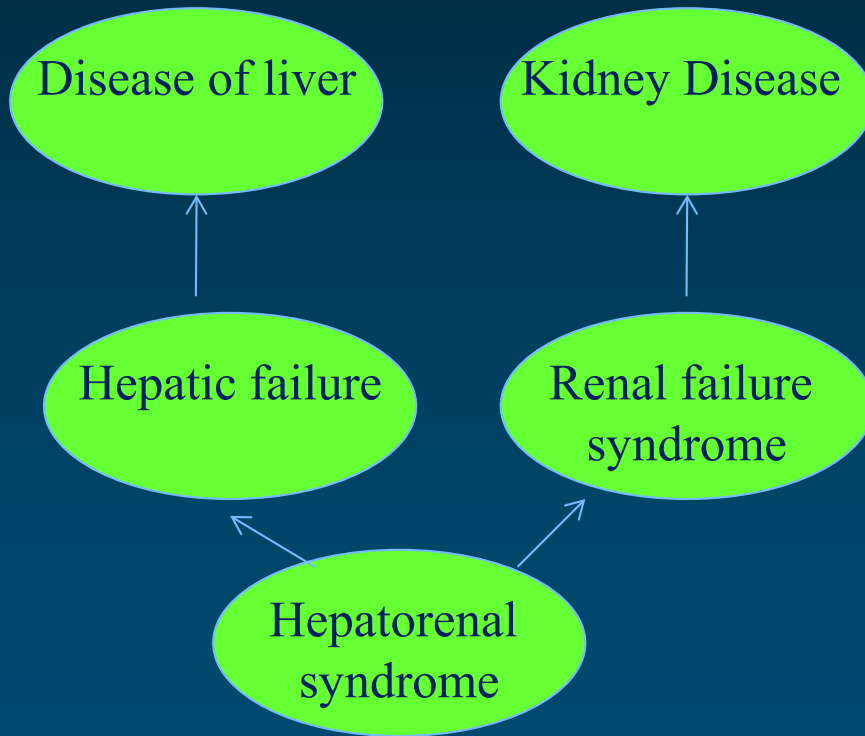 Disease of liver
Kidney Disease
Hepatic failure
Renal failure
syndrome
Hepatorenal
syndrome